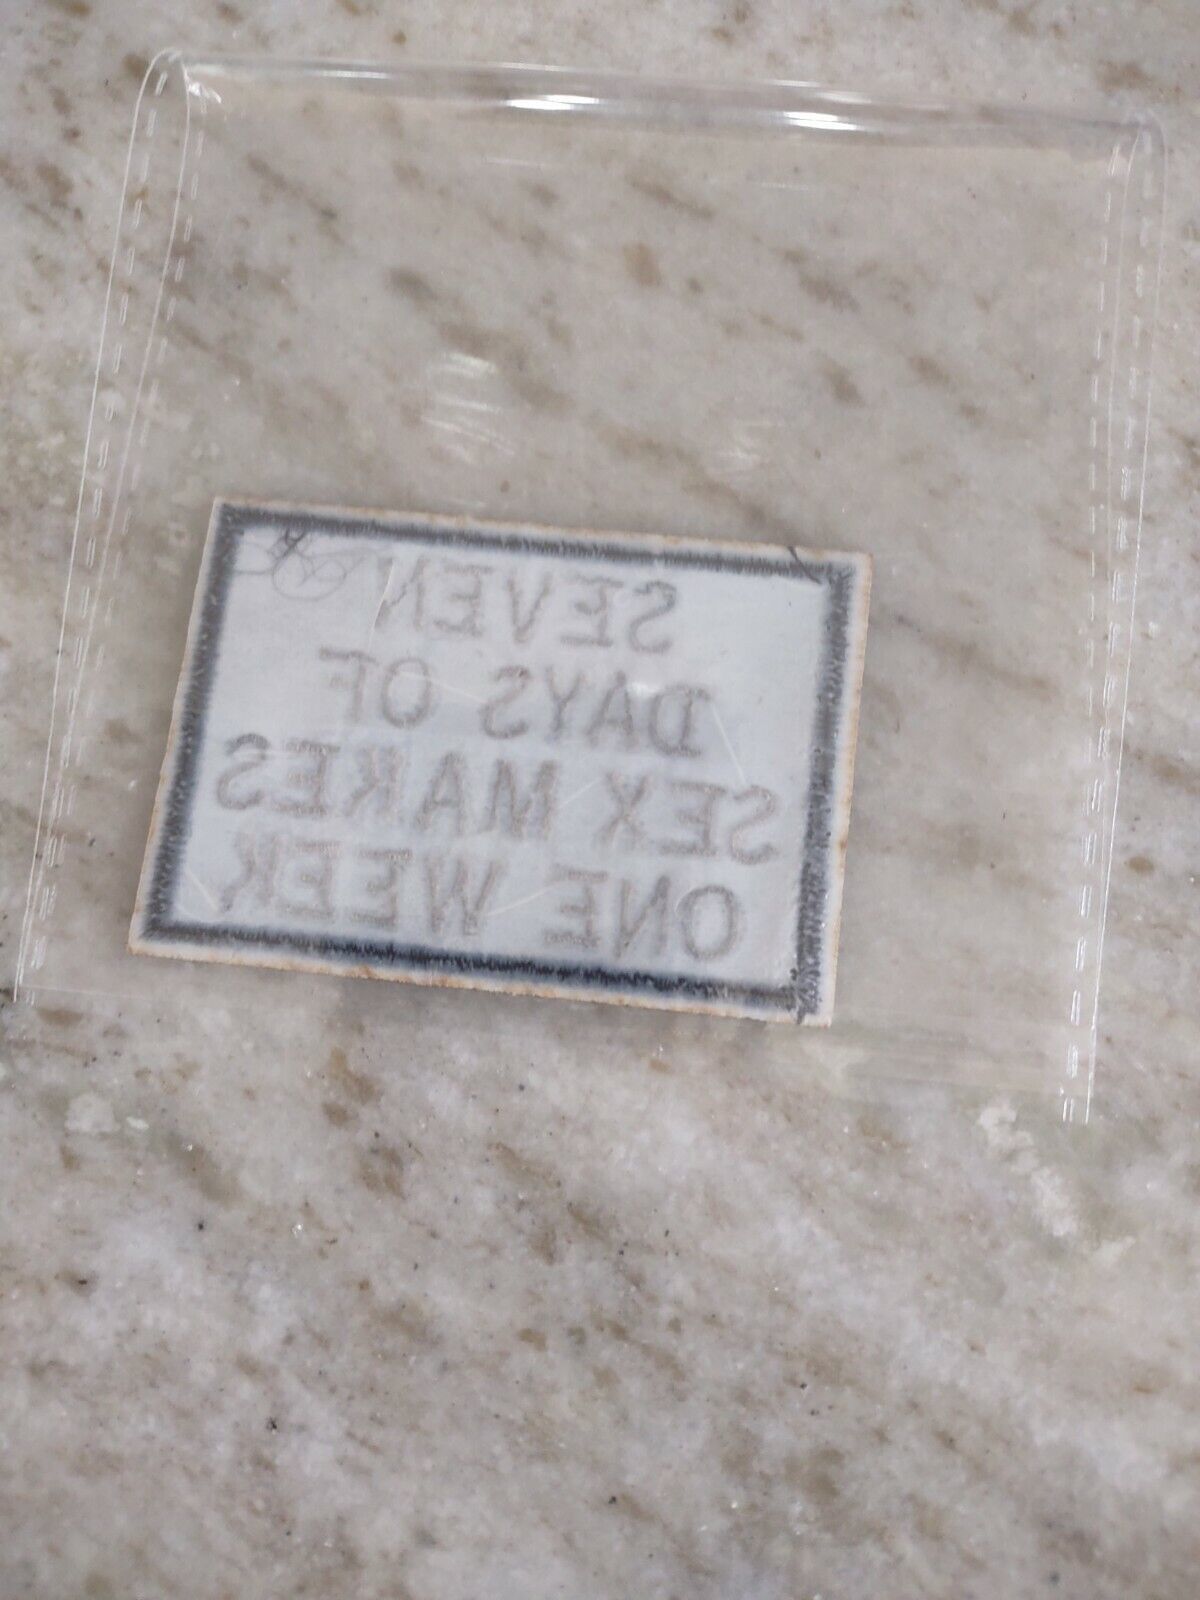 SEVEN
DAYS OF
SEX MAKES
ONE WEEK